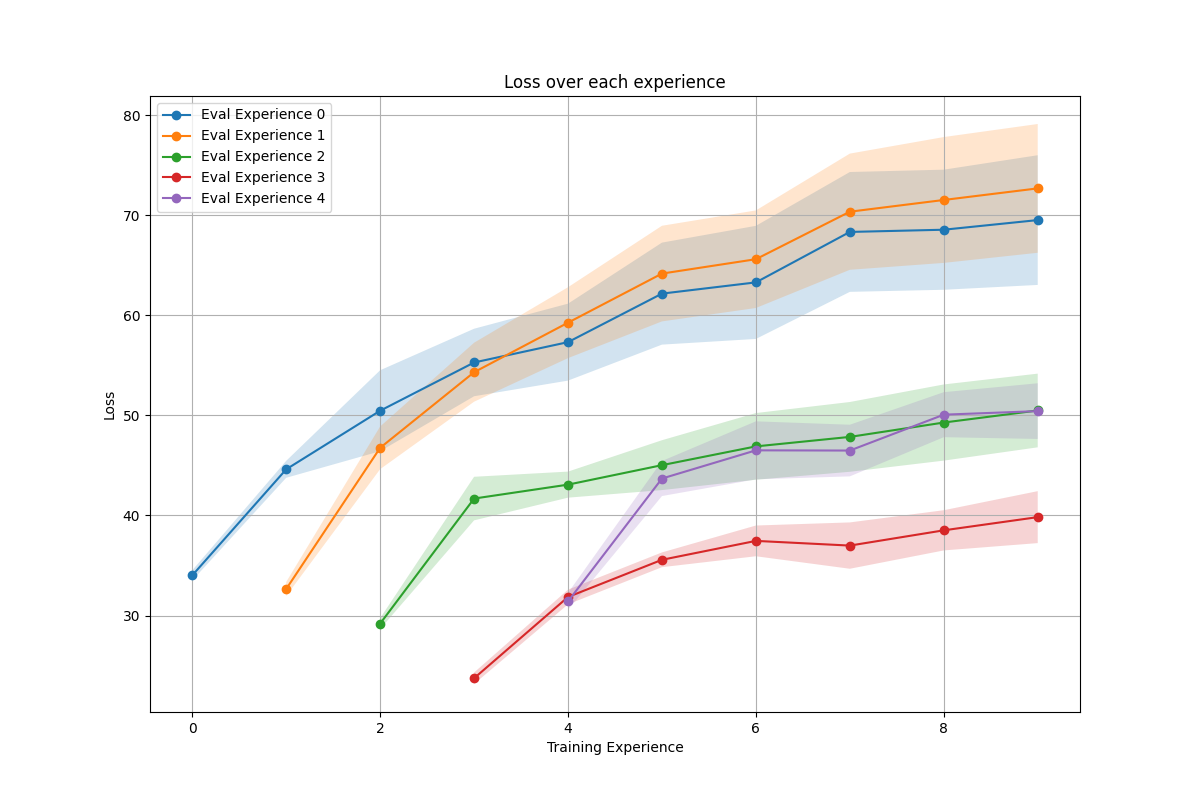 Loss over each experience
Eval Experience 0
Eval Experience 1
Eval Experience 2
Eval Experience 3
Eval Experience 4
80
70
60
50
40
30
Loss
0 2 4 6 8
Training Experience